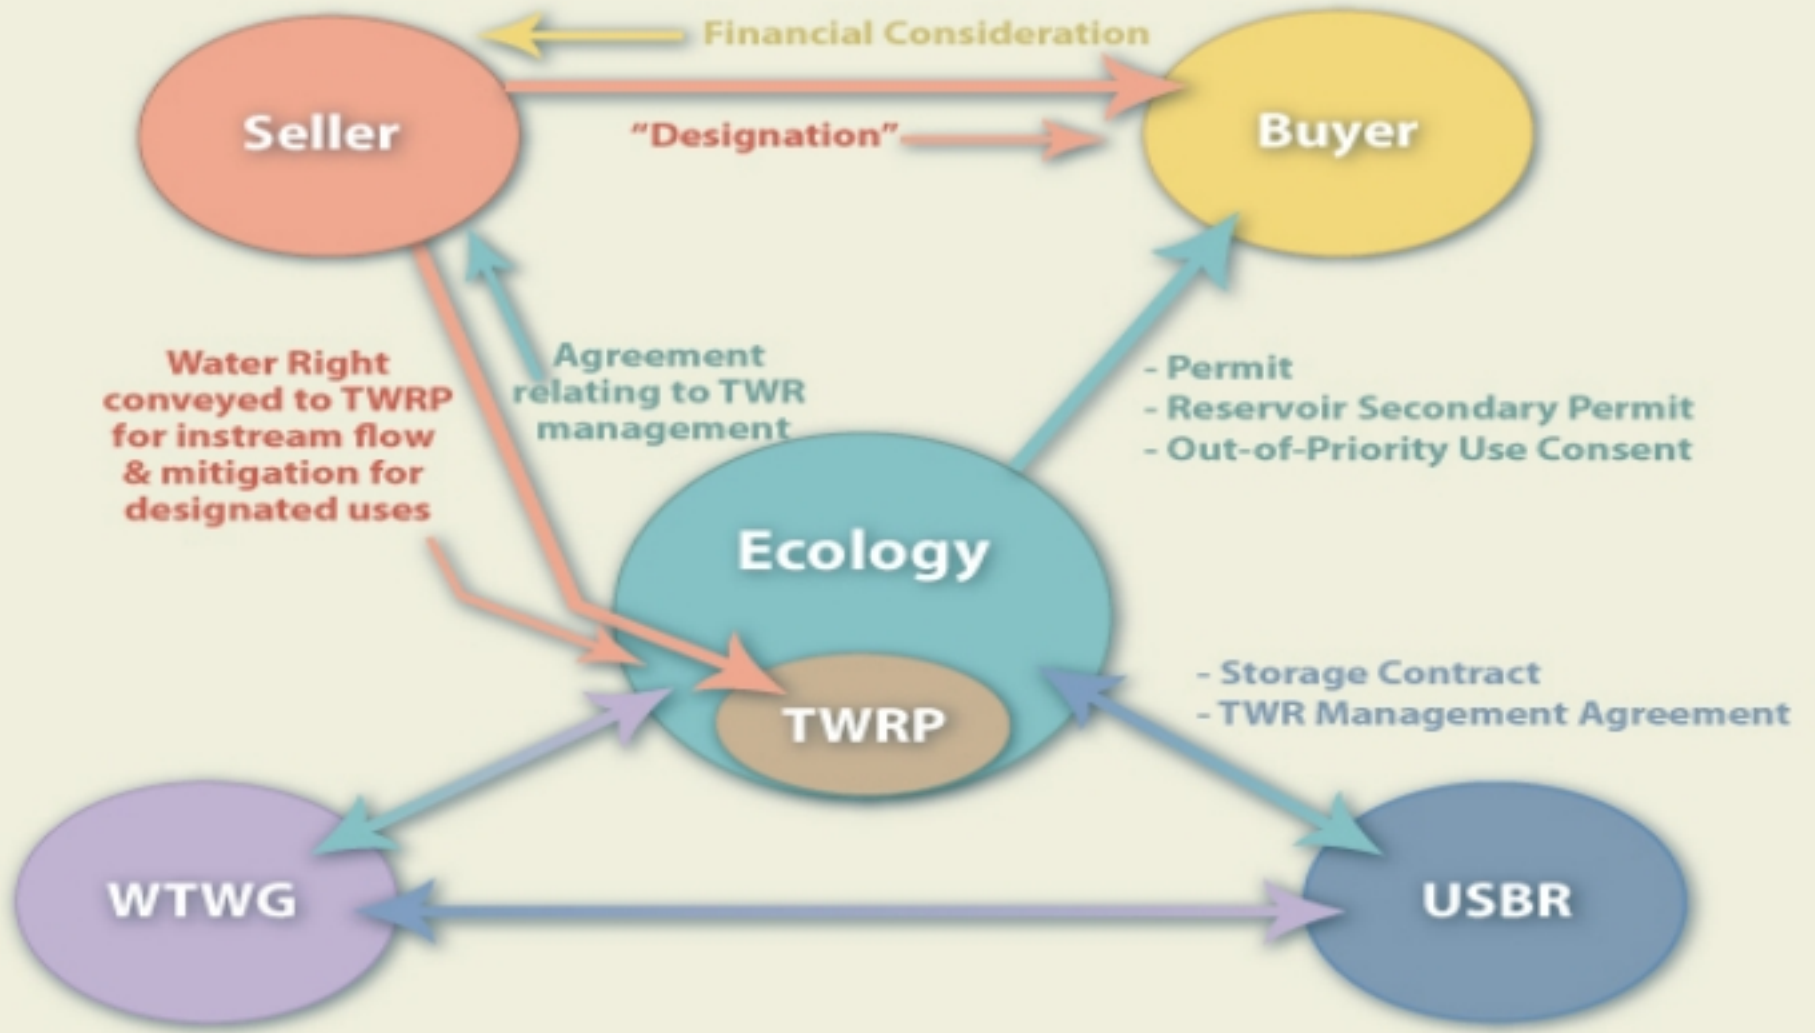 Financial Consideration
Seller
"Designation"
Buyer
Water Right
conveyed to TWRP
for instream flow
& mitigation for
designated uses
Agreement
relating to TWR
management
- Permit
- Reservoir Secondary Permit
- Out-of-Priority Use Consent
Ecology
TWRP
- Storage Contract
- TWR Management Agreement
WTWG
USBR